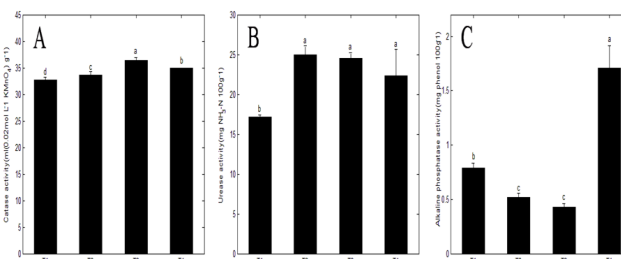 A
Catase activity(ml(0.02mol L-1 KMnO₄) g-1)
45
40
35
30
25
20
15
10
5
0
d
c
a
b
B
Urease activity(mg NH₃-N 100g-1)
30
25
20
15
10
5
0
b
a
a
a
C
Alkaline phosphatase activity(mg phenol 100g-1)
2
1.5
1
0.5
0
b
c
c
a